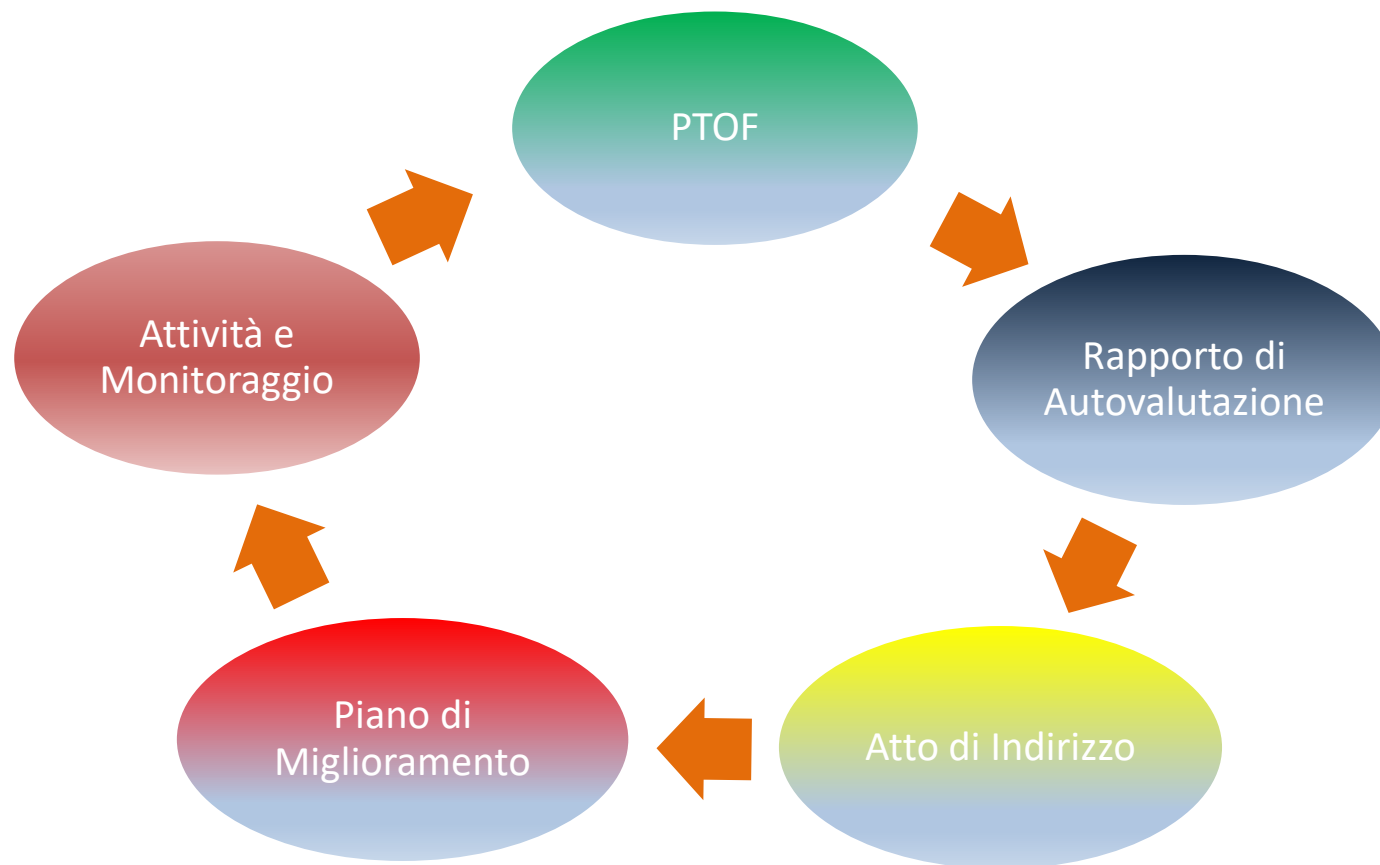 PTOF
Rapporto di
Autovalutazione
Atto di Indirizzo
Piano di
Miglioramento
Attività e
Monitoraggio